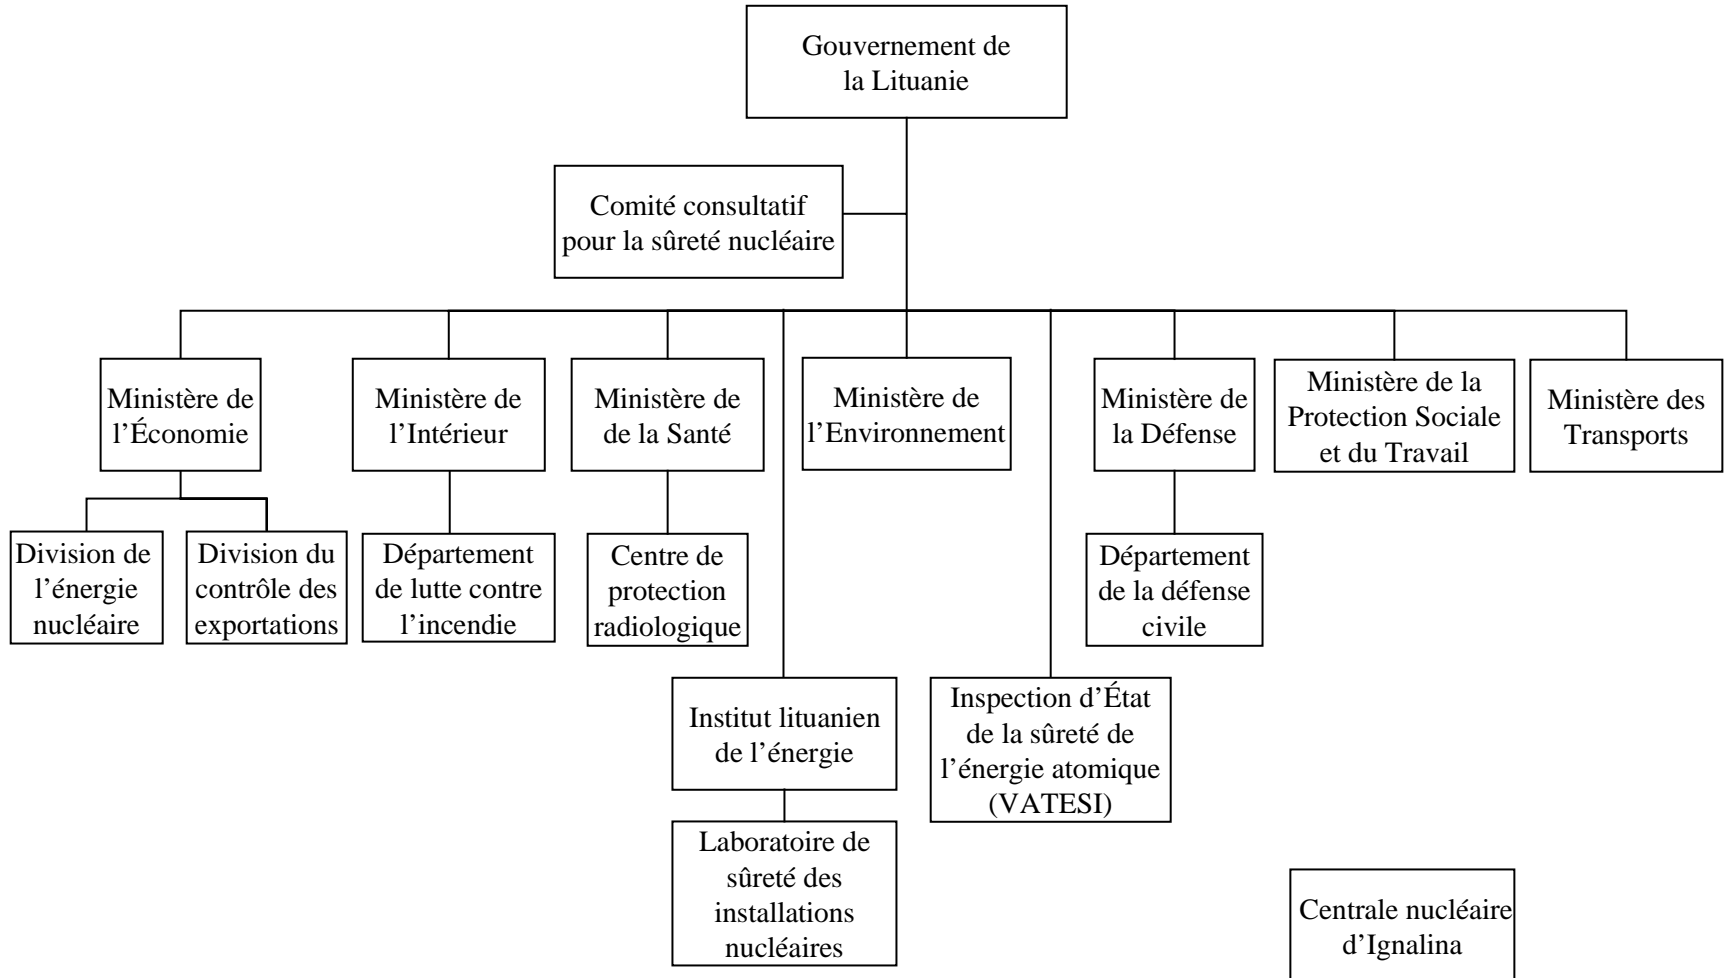 Gouvernement de
la Lituanie
Comité consultatif
pour la sûreté nucléaire
Ministère de
l’Économie
Ministère de
l’Intérieur
Ministère de
de la Santé
Ministère de
l’Environnement
Ministère de
la Défense
Ministère de la
Protection Sociale
et du Travail
Ministère des
Transports
Division de
l’énergie
nucléaire
Division du
contrôle des
exportations
Département
de lutte contre
l’incendie
Centre de
protection
radiologique
Département
de la défense
civile
Institut lituanien
de l’énergie
Inspection d’État
de la sûreté de
l’énergie atomique
(VATESI)
Laboratoire de
sûreté des
installations
nucléaires
Centrale nucléaire
d’Ignalina